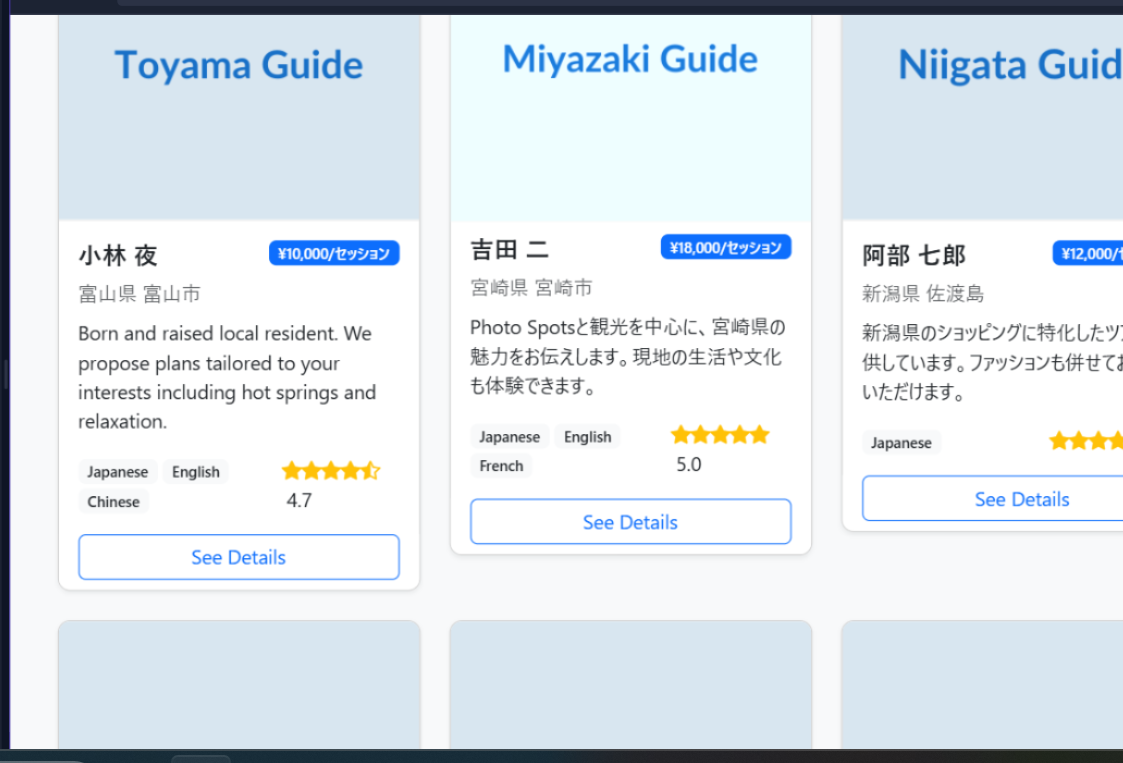 Toyama Guide
小林 夜
¥10,000/セッション
富山県 富山市
Born and raised local resident. We
propose plans tailored to your
interests including hot springs and
relaxation.
Japanese English
Chinese
4.7
See Details
Miyazaki Guide
吉田 二
¥18,000/セッション
宮崎県 宮崎市
Photo Spotsと観光を中心に、宮崎県の
魅力をお伝えします。現地の生活や文化
も体験できます。
Japanese English
French
5.0
See Details
Niigata Guid
阿部 七郎
¥12,000/
新潟県 佐渡島
新潟県のショッピングに特化したツ
供しています。ファッションも併せて
いただけます。
Japanese
See Details